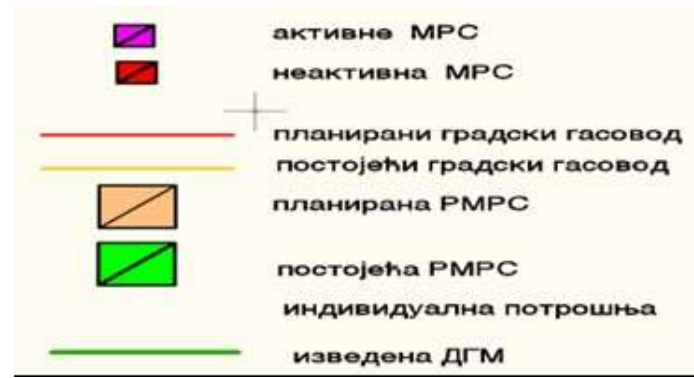 активне МРС
неактивна МРС
планирани градски гасовод
постојећи градски гасовод
планирана РМРС
постојећа РМРС
индивидуална потрошња
изведена ДГМ